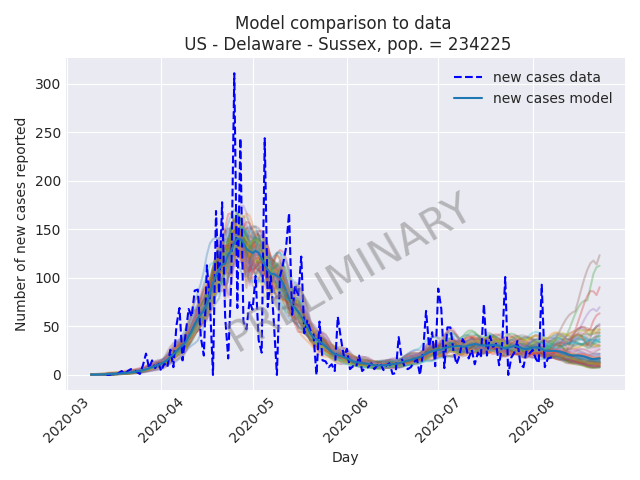 Model comparison to data
US - Delaware - Sussex, pop. = 234225
new cases data
new cases model
Number of new cases reported
300
250
200
150
100
50
0
PRELIMINARY
2020-03
2020-04
2020-05
2020-06
2020-07
2020-08
Day